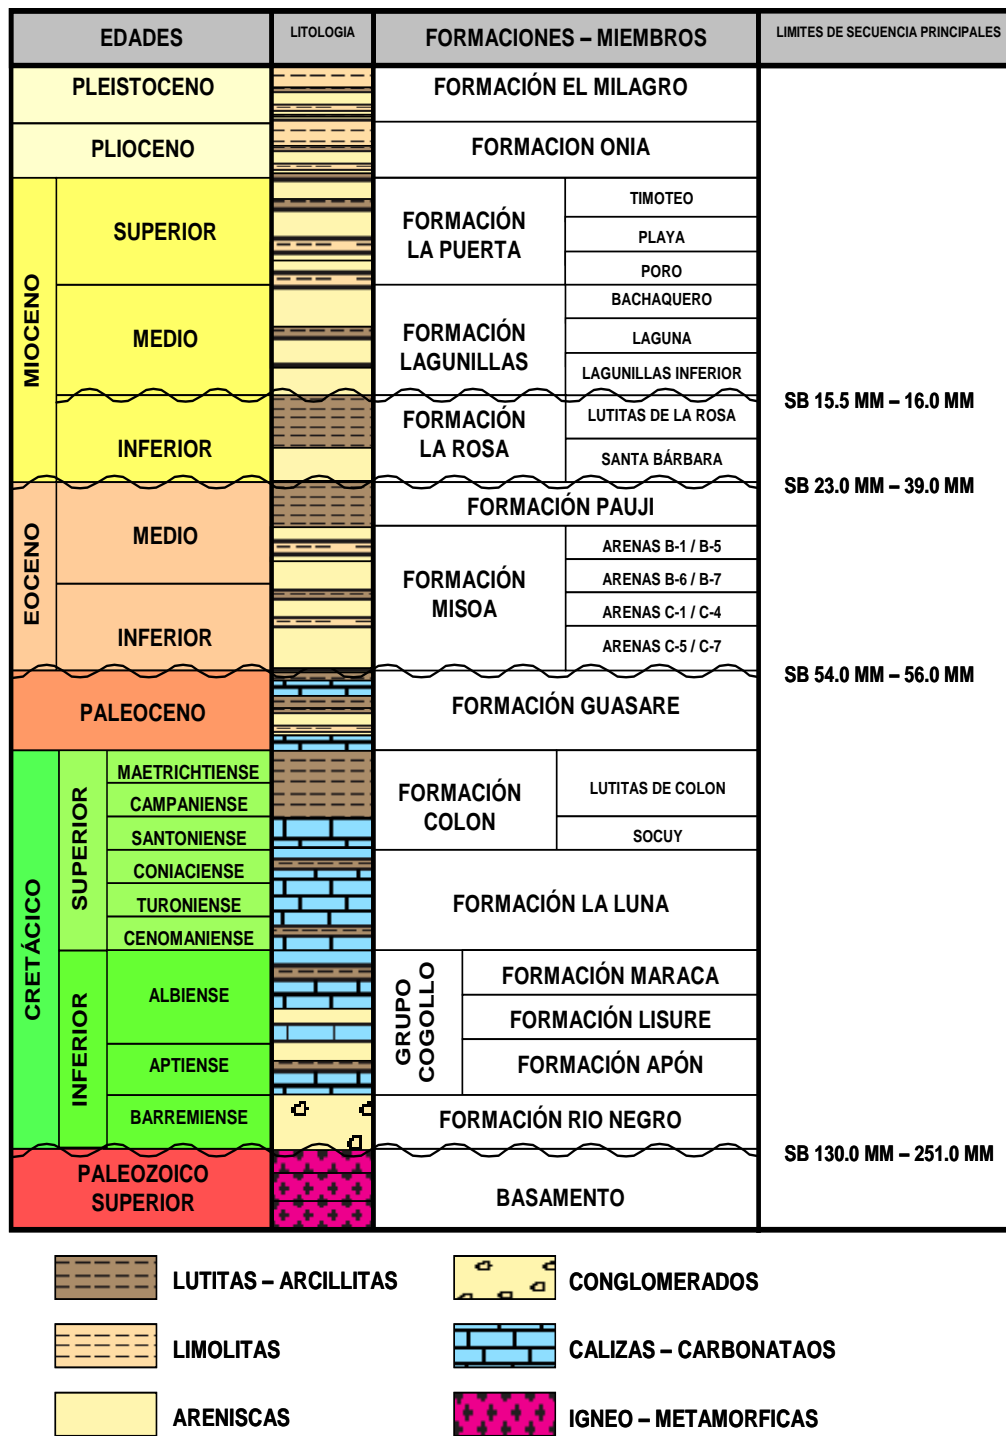 EDADES
LITOLOGIA
FORMACIONES – MIEMBROS
LIMITES DE SECUENCIA PRINCIPALES
PLEISTOCENO
FORMACIÓN EL MILAGRO
PLIOCENO
FORMACION ONIA
MIOCENO
SUPERIOR
FORMACIÓN
LA PUERTA
TIMOTEO
PLAYA
PORO
MEDIO
FORMACIÓN
LAGUNILLAS
BACHAQUERO
LAGUNA
LAGUNILLAS INFERIOR
SB 15.5 MM – 16.0 MM
INFERIOR
FORMACIÓN
LA ROSA
LUTITAS DE LA ROSA
SANTA BÁRBARA
SB 23.0 MM – 39.0 MM
EOCENO
MEDIO
FORMACIÓN PAUJI
FORMACIÓN
MISOA
ARENAS B-1 / B-5
ARENAS B-6 / B-7
INFERIOR
ARENAS C-1 / C-4
ARENAS C-5 / C-7
SB 54.0 MM – 56.0 MM
PALEOCENO
FORMACIÓN GUASARE
CRETÁCICO
SUPERIOR
MAETRICHTIENSE
CAMPANIENSE
SANTONIENSE
CONIACIENSE
TURONIENSE
CENOMANIENSE
FORMACIÓN
COLON
LUTITAS DE COLON
SOCUY
FORMACIÓN LA LUNA
INFERIOR
ALBIENSE
APTIENSE
BARREMIENSE
GRUPO
COGOLLO
FORMACIÓN MARACA
FORMACIÓN LISURE
FORMACIÓN APÓN
FORMACIÓN RIO NEGRO
SB 130.0 MM – 251.0 MM
PALEOZOICO
SUPERIOR
BASAMENTO
LUTITAS – ARCILLITAS
CONGLOMERADOS
LIMOLITAS
CALIZAS – CARBONATAOS
ARENISCAS
IGNEO – METAMORFICAS